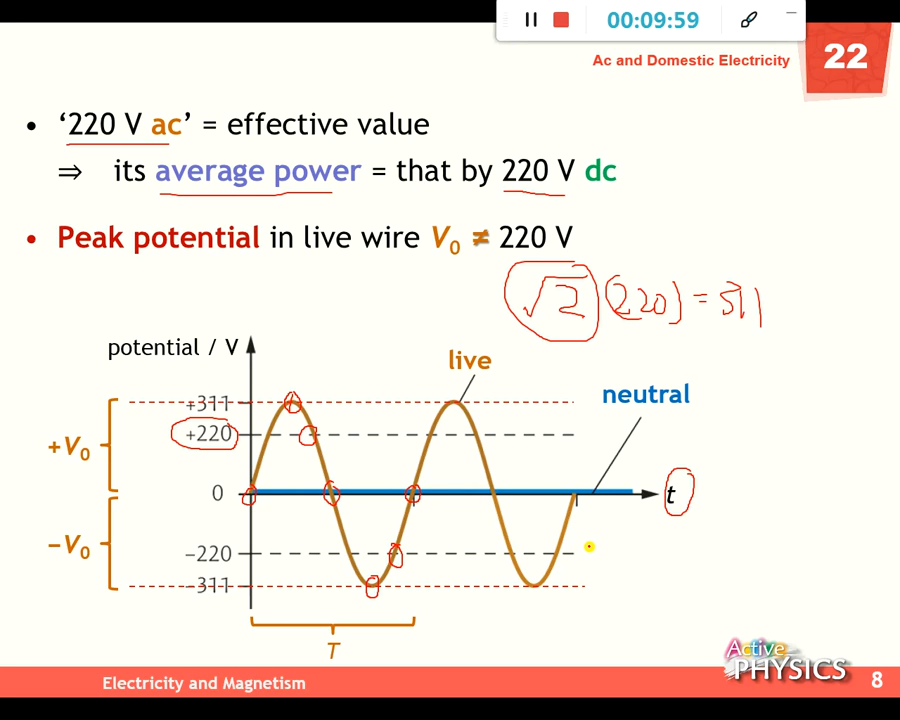 00:09:59
Ac and Domestic Electricity
22
• ‘220 V ac’ = effective value
⇒ its average power = that by 220 V dc
• Peak potential in live wire V₀ ≠ 220 V
√2 (220) = 311
potential / V
live
neutral
+311
+220
+V₀
0
t
−V₀
−220
−311
T
Active
PHYSICS
Electricity and Magnetism
8